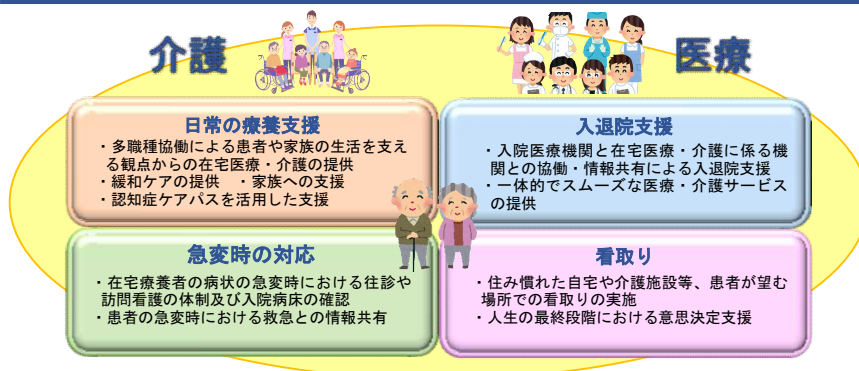 介護
医療
日常の療養支援
・多職種協働による患者や家族の生活を支え
る観点からの在宅医療・介護の提供
・緩和ケアの提供　・家族への支援
・認知症ケアパスを活用した支援
入退院支援
・入院医療機関と在宅医療・介護に係る機
関との協働・情報共有による入退院支援
・一体的でスムーズな医療・介護サービス
の提供
急変時の対応
・在宅療養者の病状の急変時における往診や
訪問看護の体制及び入院病床の確認
・患者の急変時における救急との情報共有
看取り
・住み慣れた自宅や介護施設等、患者が望む
場所での看取りの実施
・人生の最終段階における意思決定支援